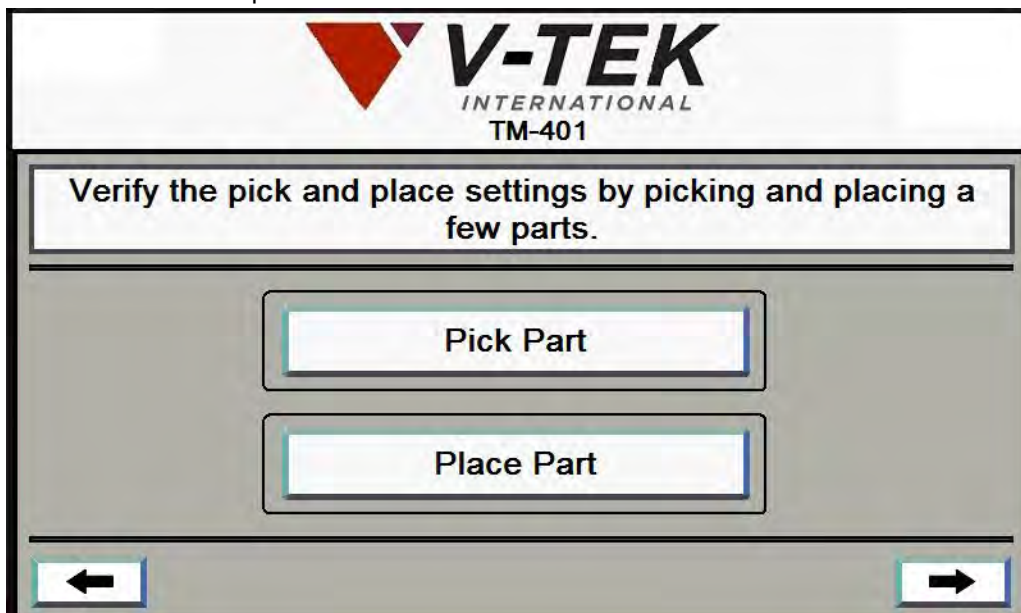 V-TEK
INTERNATIONAL
TM-401
Verify the pick and place settings by picking and placing a
few parts.
Pick Part
Place Part